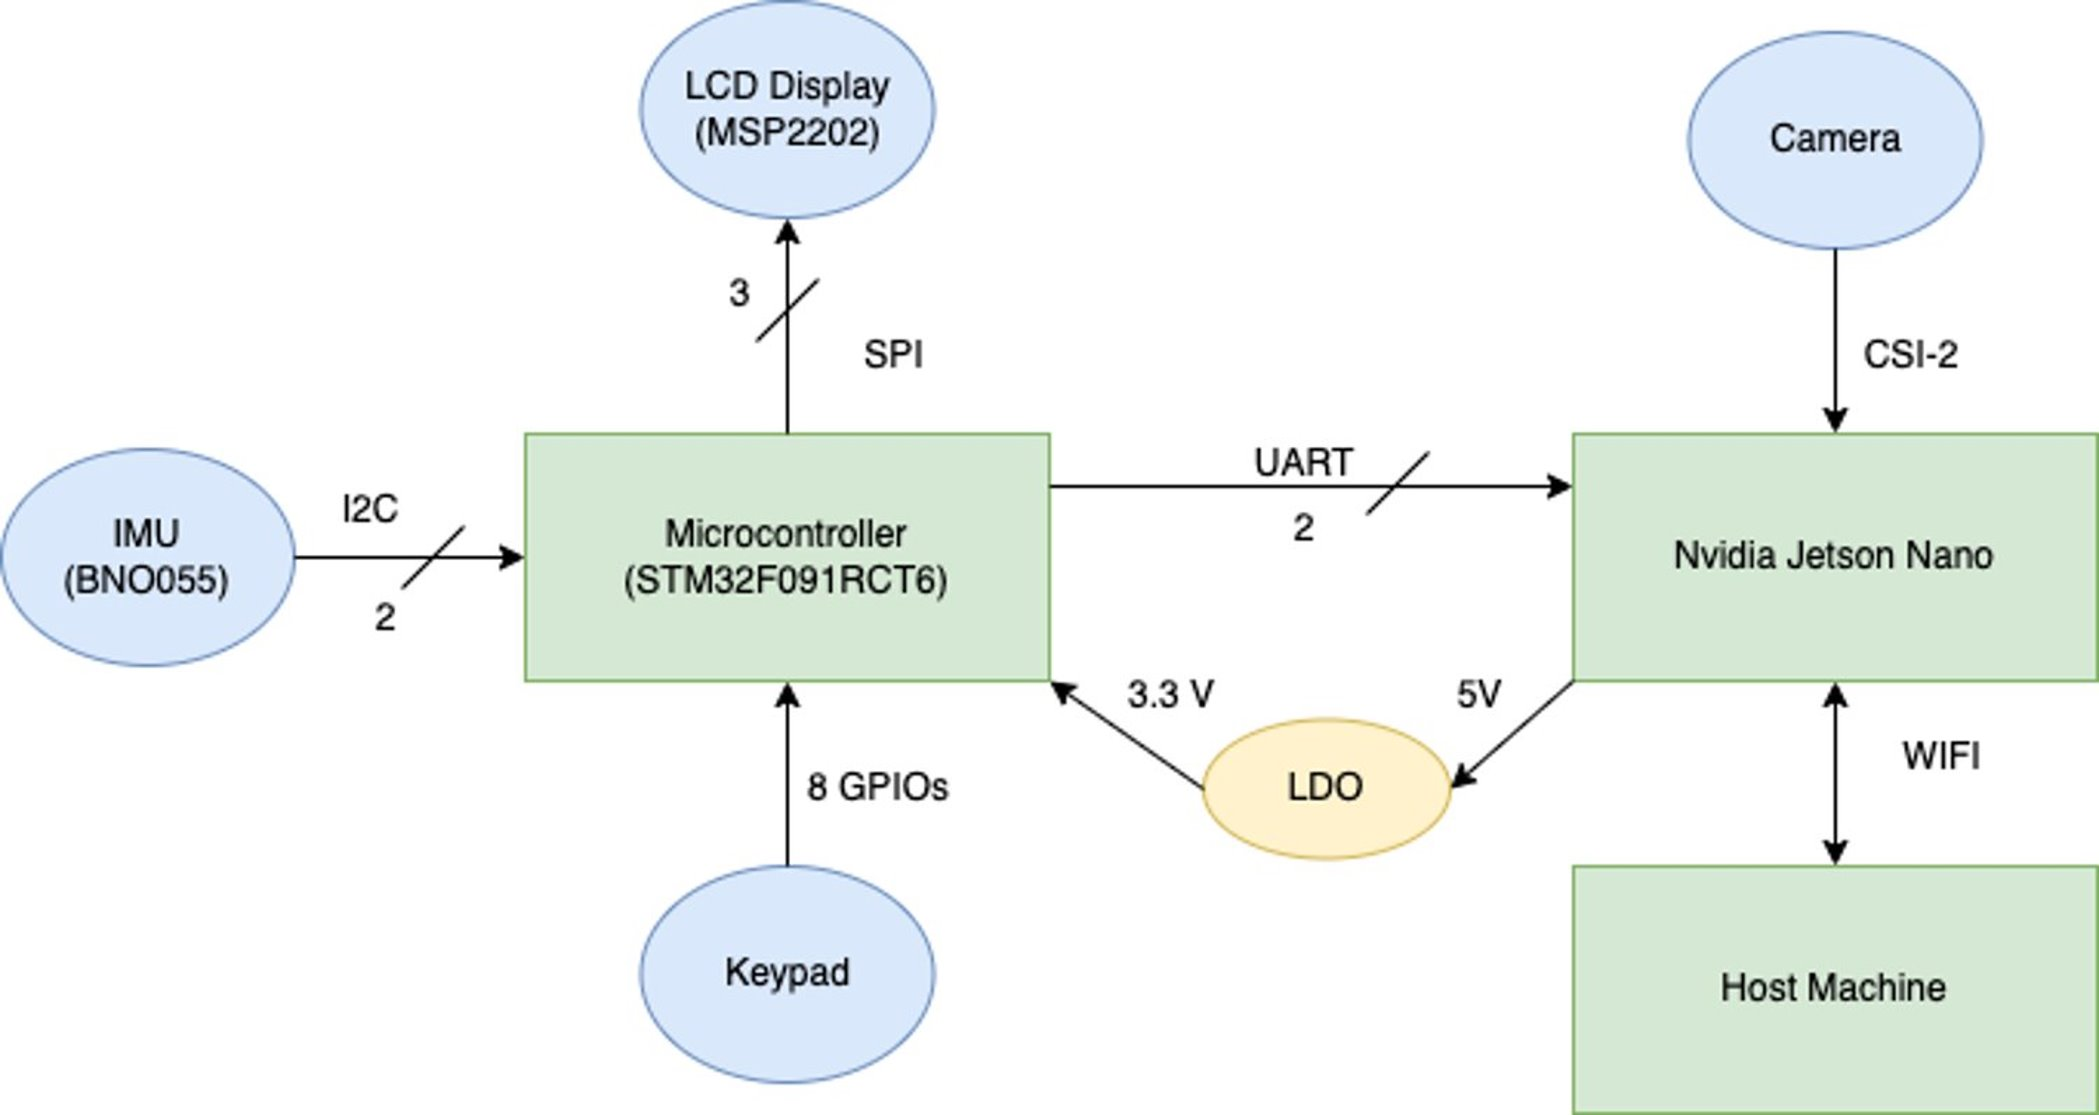 LCD Display
(MSP2202)
Camera
3
SPI
CSI-2
UART
2
I2C
IMU
(BNO055)
2
Microcontroller
(STM32F091RCT6)
Nvidia Jetson Nano
3.3 V
5V
LDO
8 GPIOs
WIFI
Keypad
Host Machine